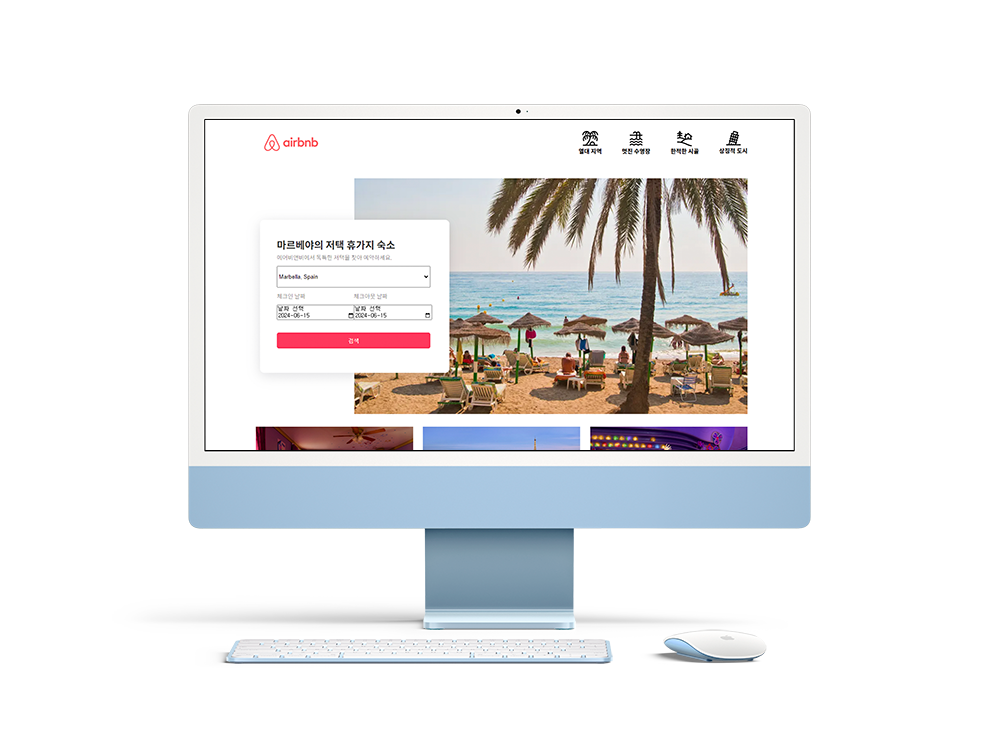 airbnb
열대 지역
멋진 수영장
한적한 시골
상징적 도시
마르베야의 저택 휴가지 숙소
에어비앤비에서 독특한 저택을 찾아 예약하세요.
Marbella, Spain
체크인 날짜 체크아웃 날짜
날짜 선택 날짜 선택
2024-06-15 2024-06-15
검색